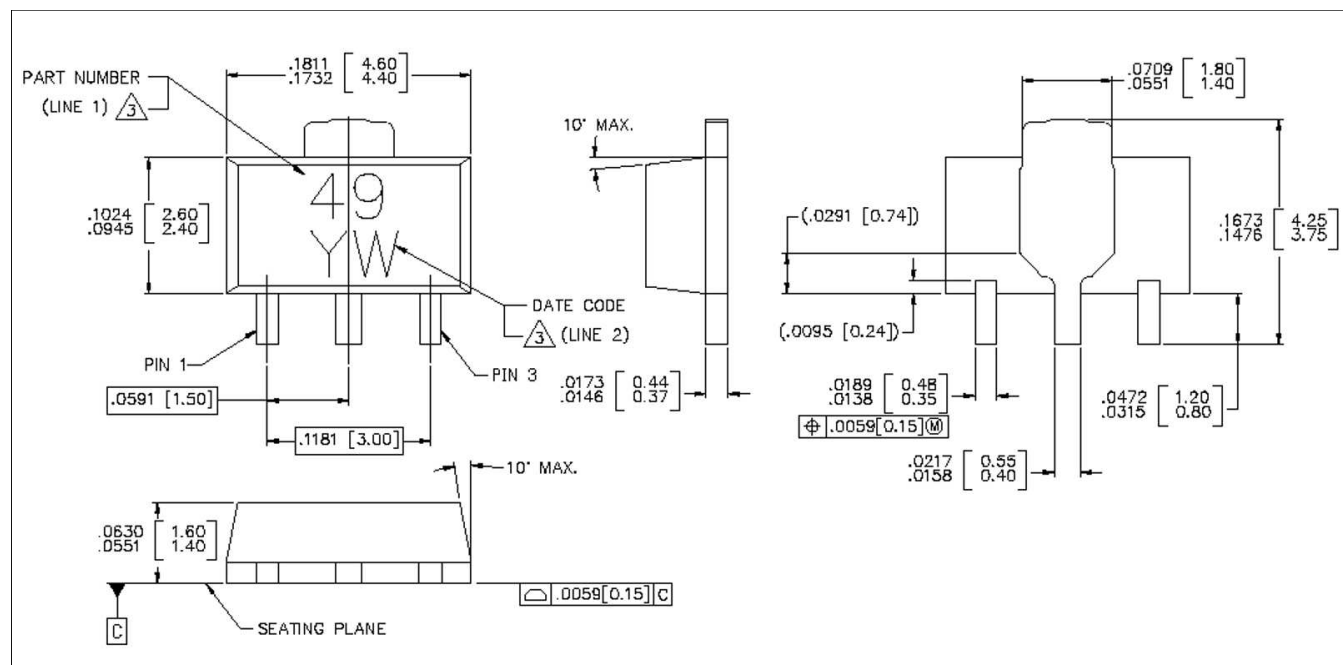 PART NUMBER
(LINE 1) 3
.1811 [ 4.60
.1732 [ 4.40 ]
49
YW
.1024 [ 2.60
.0945 [ 2.40 ]
DATE CODE
3 (LINE 2)
PIN 1
PIN 3
.0591 [1.50]
.1181 [3.00]
10° MAX.
.0173 [ 0.44
.0146 [ 0.37 ]
.0709 [ 1.80
.0551 [ 1.40 ]
(.0291 [0.74])
(.0095 [0.24])
.1673 [ 4.25
.1476 [ 3.75 ]
.0189 [ 0.48
.0138 [ 0.35 ]
⌖ .0059[0.15]Ⓜ
.0472 [ 1.20
.0315 [ 0.80 ]
.0217 [ 0.55
.0158 [ 0.40 ]
10° MAX.
.0630 [ 1.60
.0551 [ 1.40 ]
⌓ .0059[0.15] C
C
SEATING PLANE